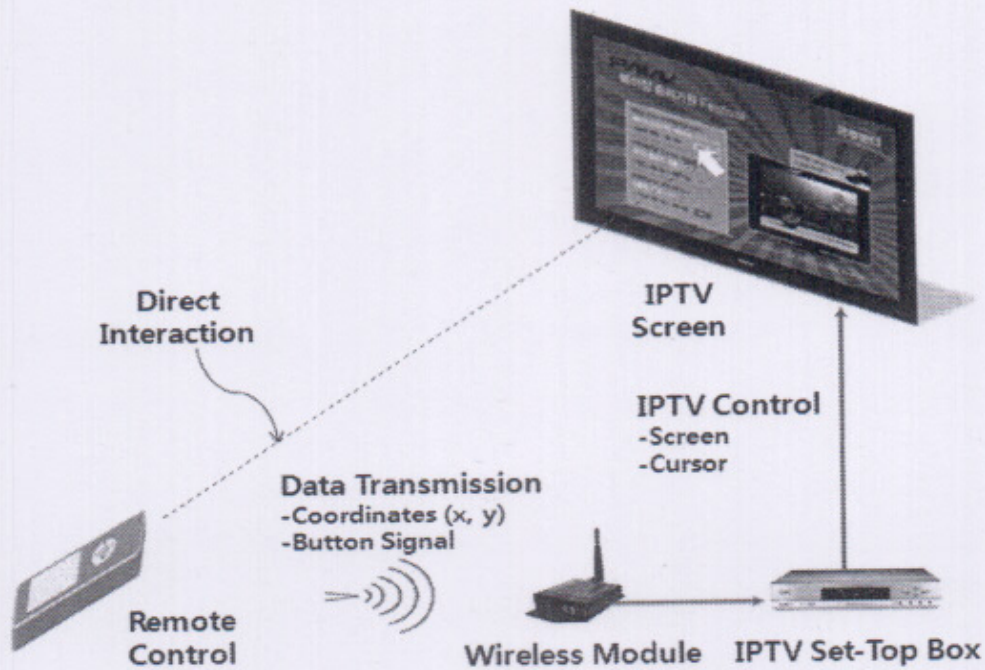 Direct
Interaction
IPTV
Screen
IPTV Control
-Screen
-Cursor
Data Transmission
-Coordinates (x, y)
-Button Signal
Remote
Control
Wireless Module
IPTV Set-Top Box